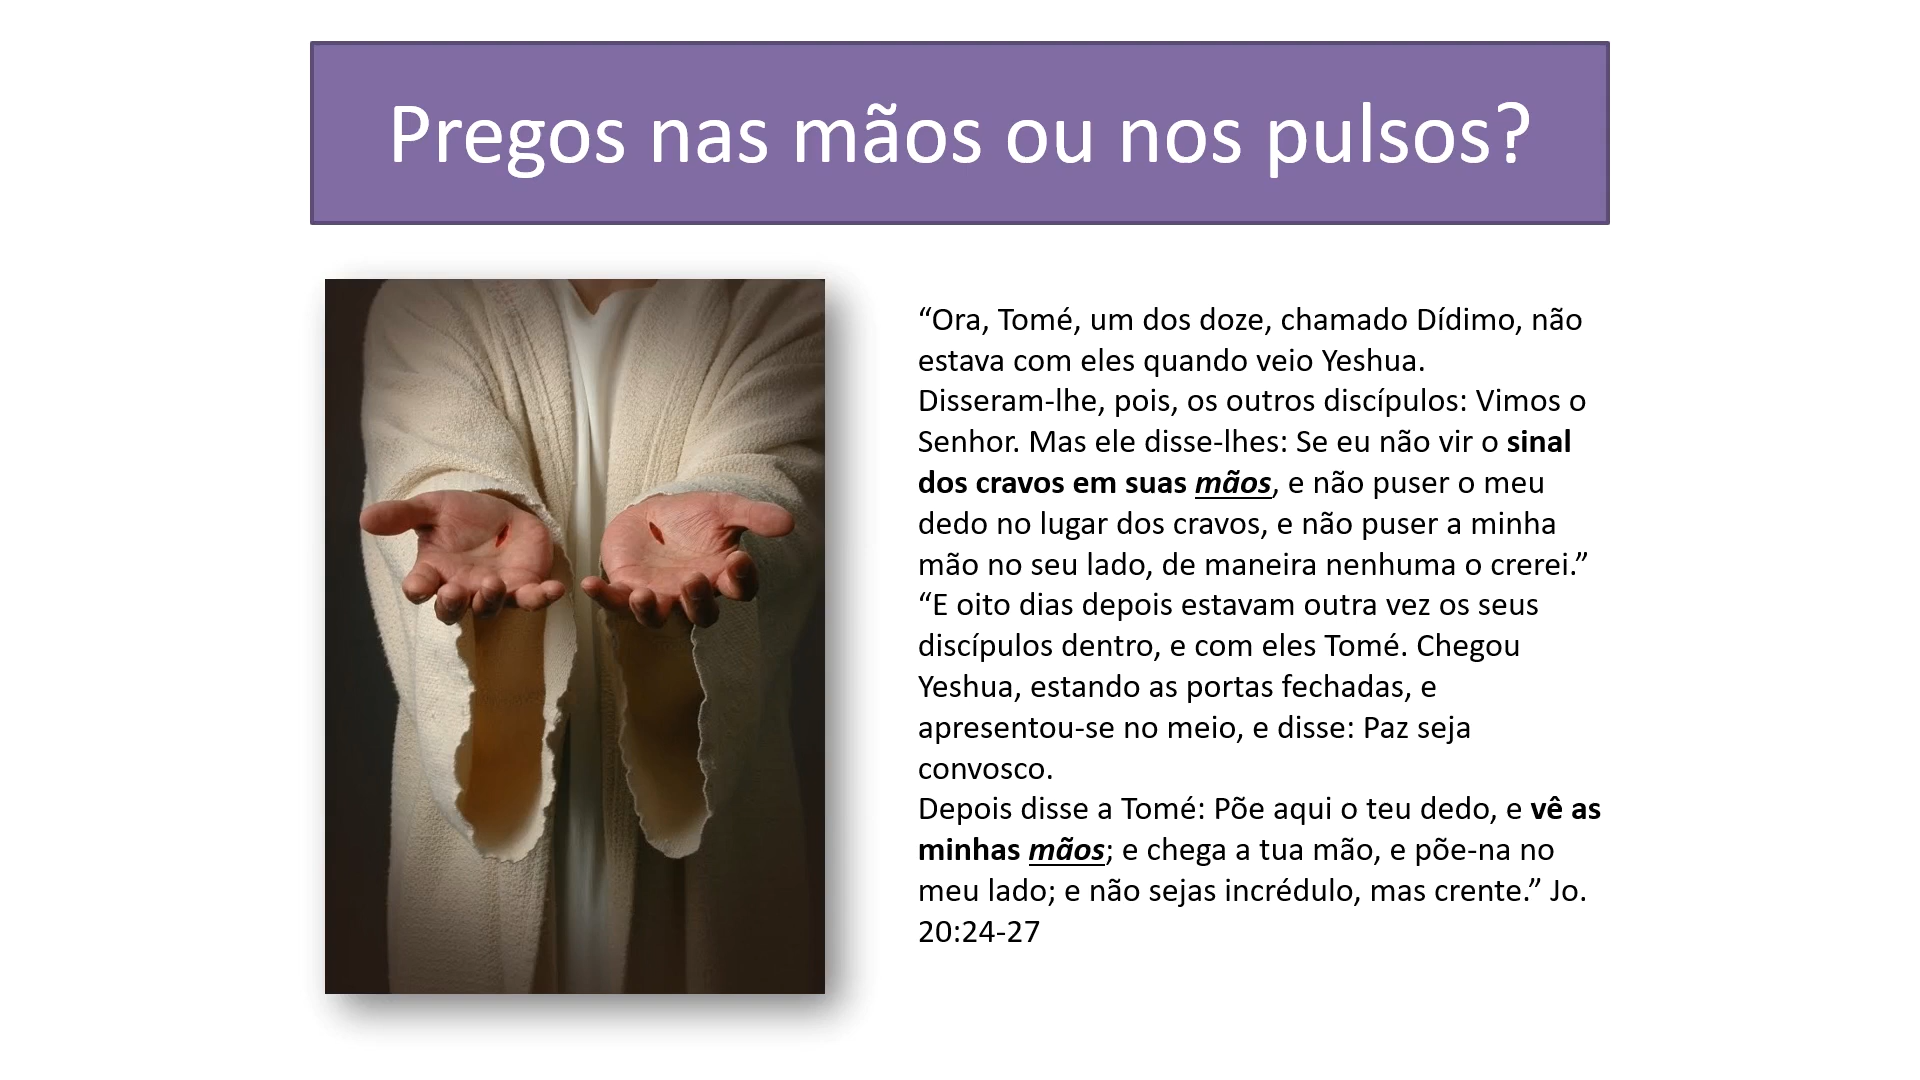 Pregos nas mãos ou nos pulsos?
“Ora, Tomé, um dos doze, chamado Dídimo, não
estava com eles quando veio Yeshua.
Disseram-lhe, pois, os outros discípulos: Vimos o
Senhor. Mas ele disse-lhes: Se eu não vir o sinal
dos cravos em suas mãos, e não puser o meu
dedo no lugar dos cravos, e não puser a minha
mão no seu lado, de maneira nenhuma o crerei.”
“E oito dias depois estavam outra vez os seus
discípulos dentro, e com eles Tomé. Chegou
Yeshua, estando as portas fechadas, e
apresentou-se no meio, e disse: Paz seja
convosco.
Depois disse a Tomé: Põe aqui o teu dedo, e vê as
minhas mãos; e chega a tua mão, e põe-na no
meu lado; e não sejas incrédulo, mas crente.” Jo.
20:24-27